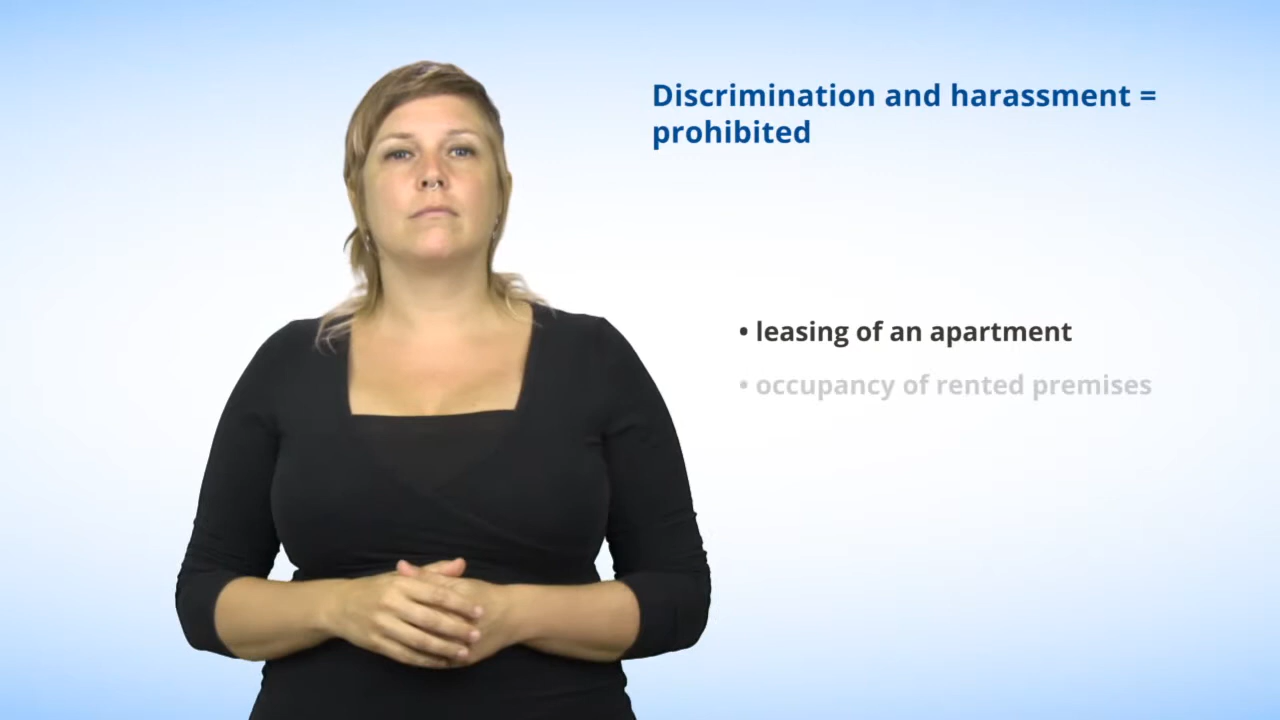 Discrimination and harassment =
prohibited
• leasing of an apartment
• occupancy of rented premises